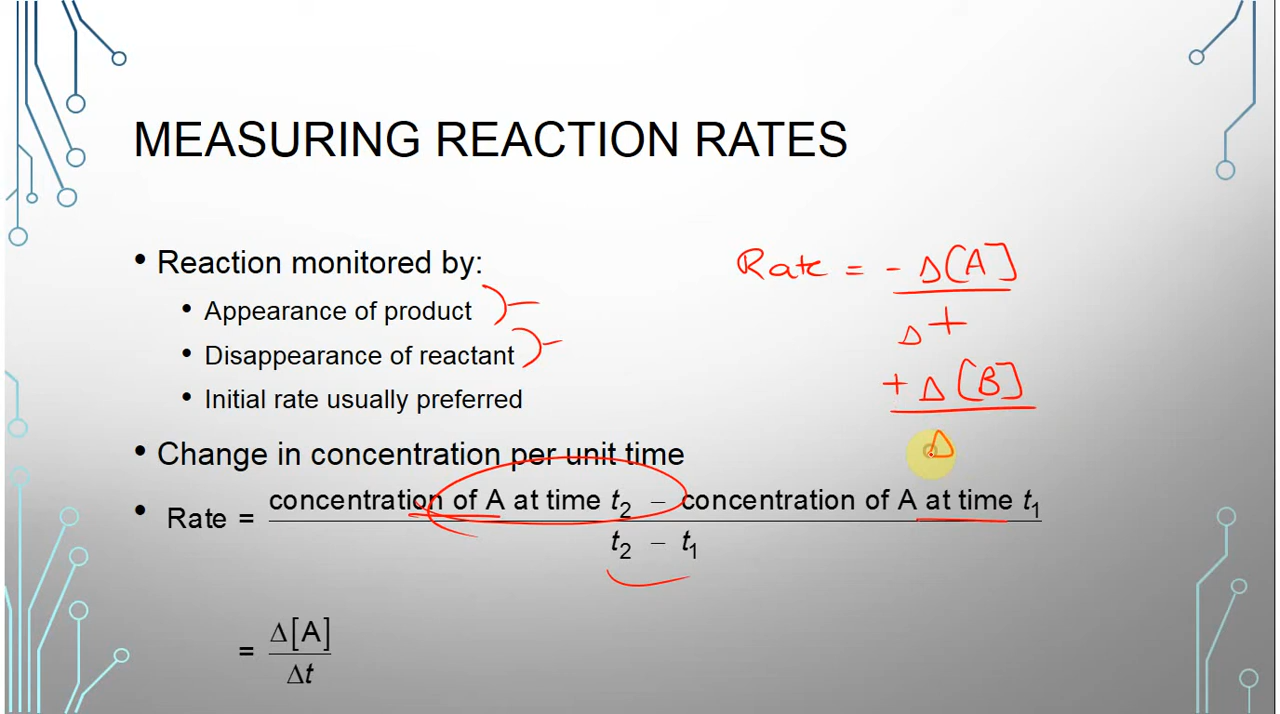 MEASURING REACTION RATES
• Reaction monitored by:
• Appearance of product
• Disappearance of reactant
• Initial rate usually preferred
• Change in concentration per unit time
• Rate = concentration of A at time t₂ – concentration of A at time t₁
t₂ – t₁
= Δ[A]
Δt
Rate = - Δ[A]
Δt
+ Δ[B]
Δ